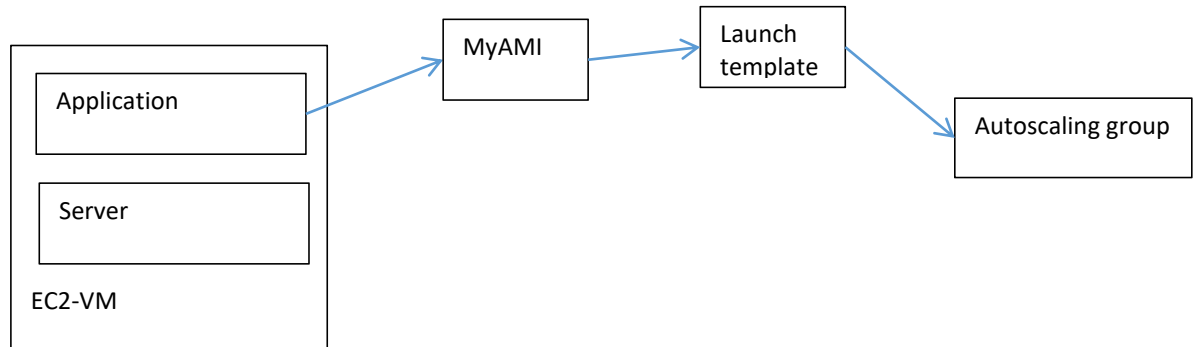 Application
Server
EC2-VM
MyAMI
Launch
template
Autoscaling group